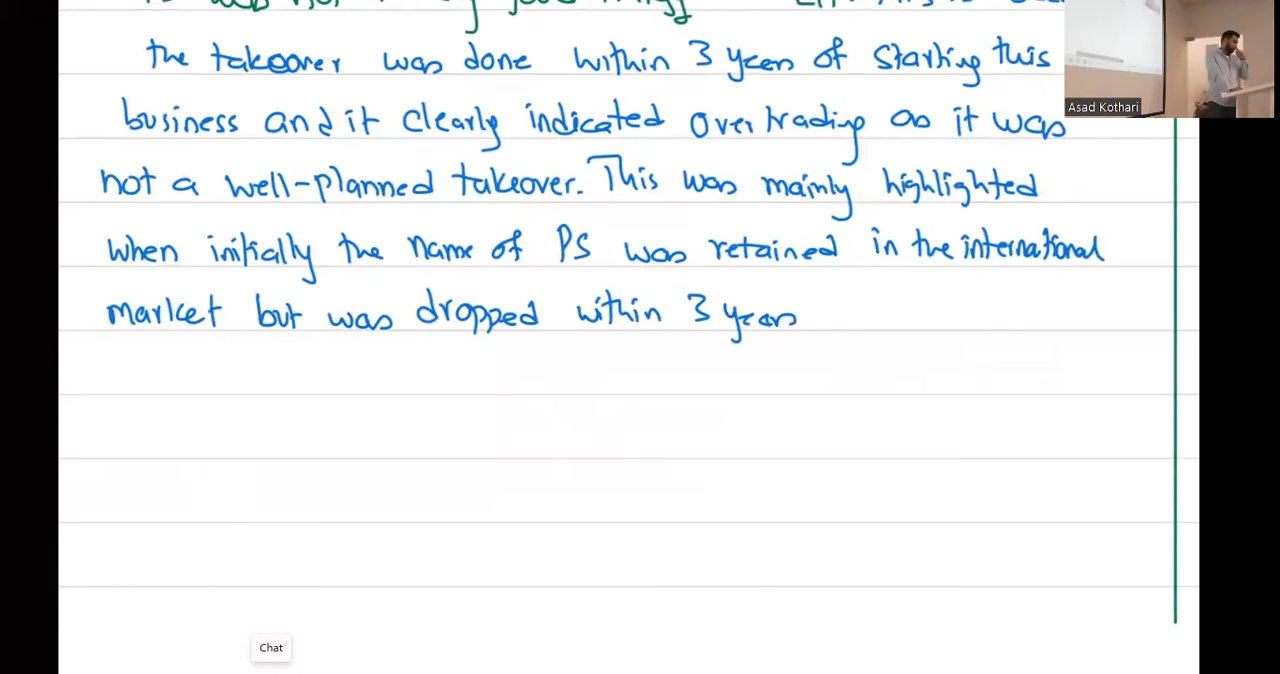 the takeover was done within 3 years of starting this
business and it clearly indicated overtrading as it was
not a well-planned takeover. This was mainly highlighted
when initially the name of PS was retained in the international
market but was dropped within 3 years
Asad Kothari
Chat